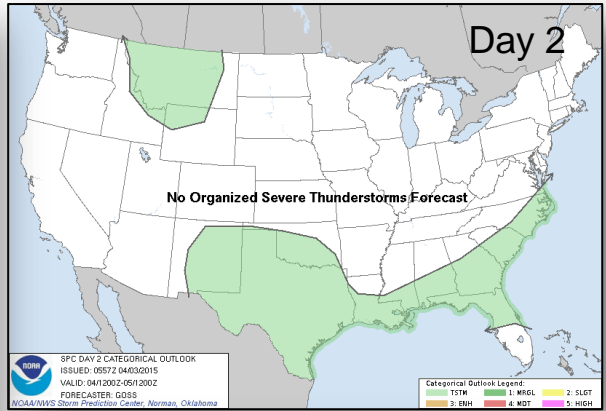 Day 2
No Organized Severe Thunderstorms Forecast
NOAA
SPC DAY 2 CATEGORICAL OUTLOOK
ISSUED: 0557Z 04/03/2015
VALID: 04/1200Z-05/1200Z
FORECASTER: GOSS
NOAA/NWS Storm Prediction Center, Norman, Oklahoma
Categorical Outlook Legend:
TSTM 1: MRGL 2: SLGT
3: ENH 4: MDT 5: HIGH